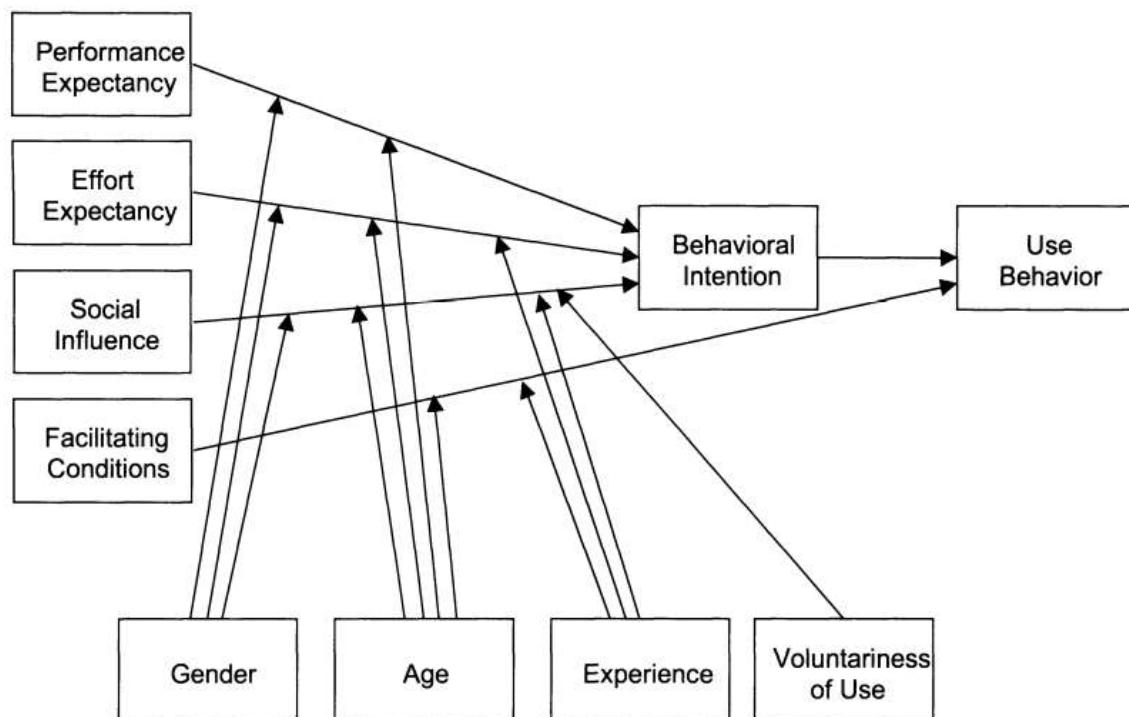 Performance
Expectancy
Effort
Expectancy
Social
Influence
Facilitating
Conditions
Behavioral
Intention
Use
Behavior
Gender
Age
Experience
Voluntariness
of Use